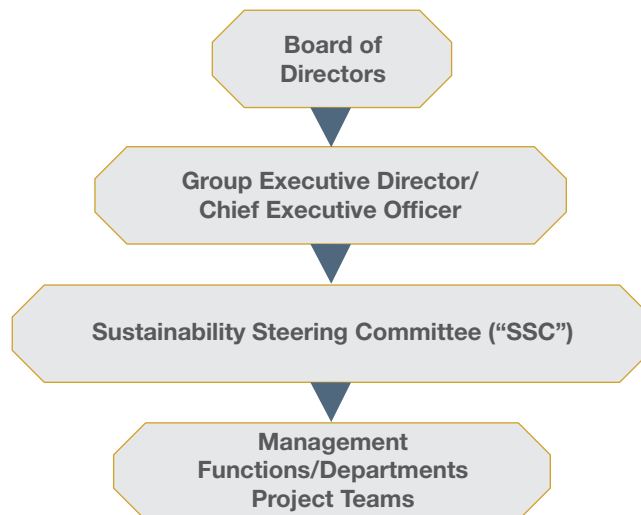 Board of
Directors
Group Executive Director/
Chief Executive Officer
Sustainability Steering Committee (“SSC”)
Management
Functions/Departments
Project Teams